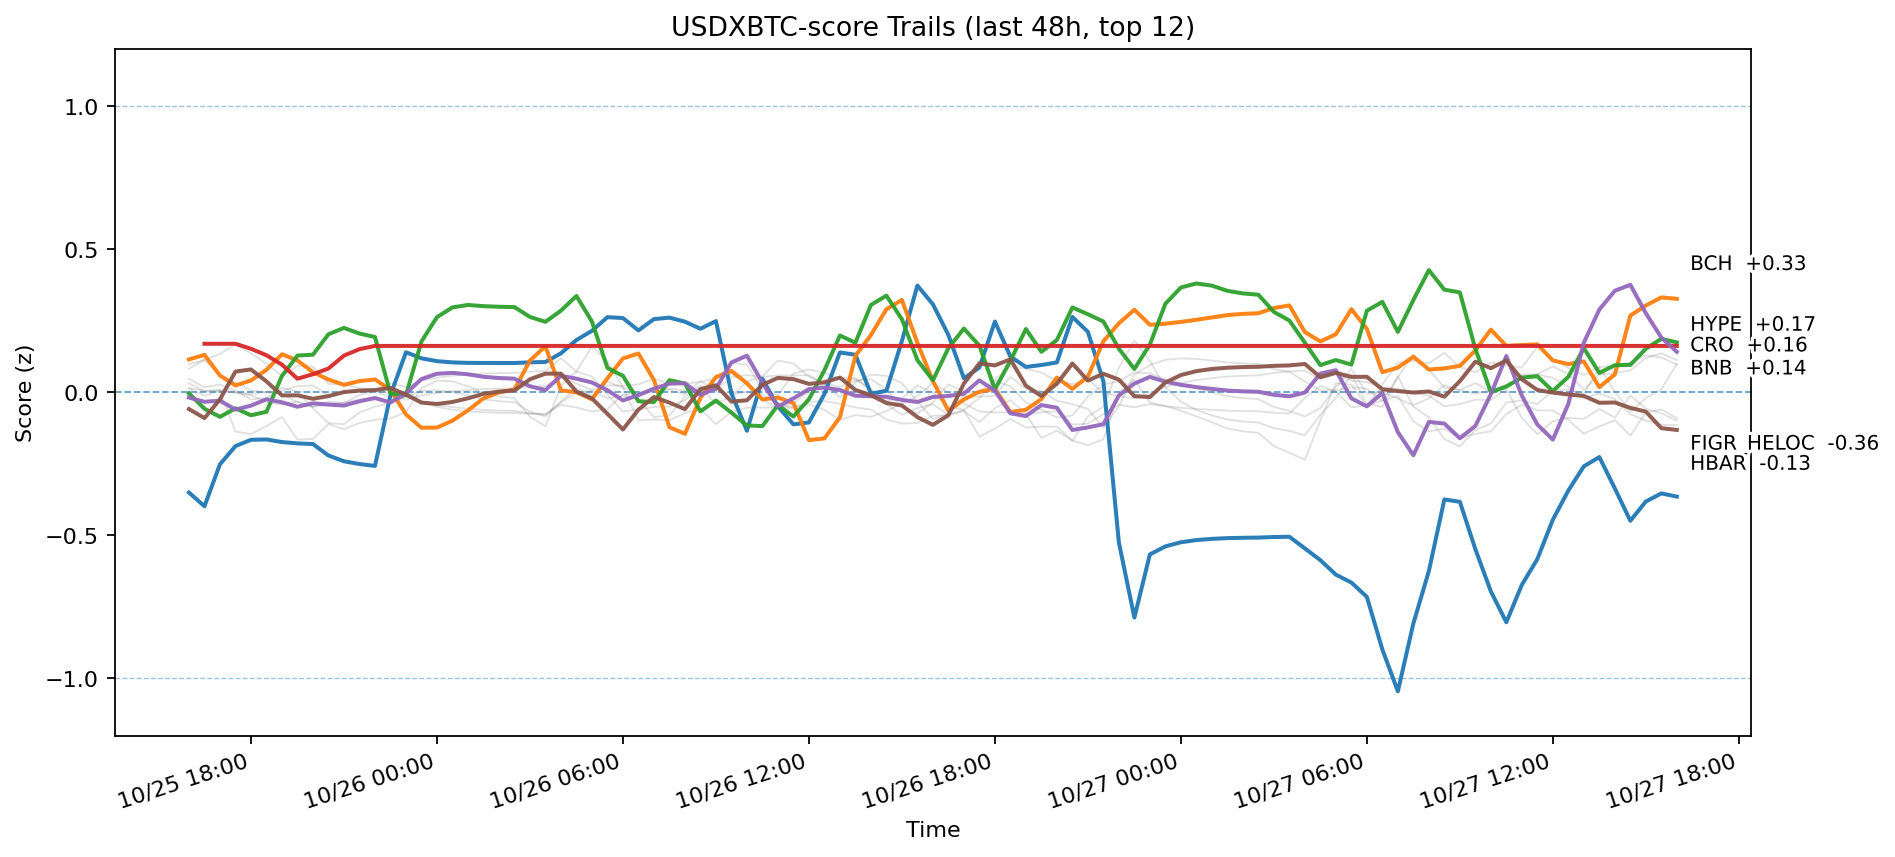 USDXBTC-score Trails (last 48h, top 12)
Score (z)
1.0
0.5
0.0
−0.5
−1.0
BCH +0.33
HYPE +0.17
CRO +0.16
BNB +0.14
FIGR_HELOC -0.36
HBAR -0.13
10/25 18:00
10/26 00:00
10/26 06:00
10/26 12:00
10/26 18:00
10/27 00:00
10/27 06:00
10/27 12:00
10/27 18:00
Time